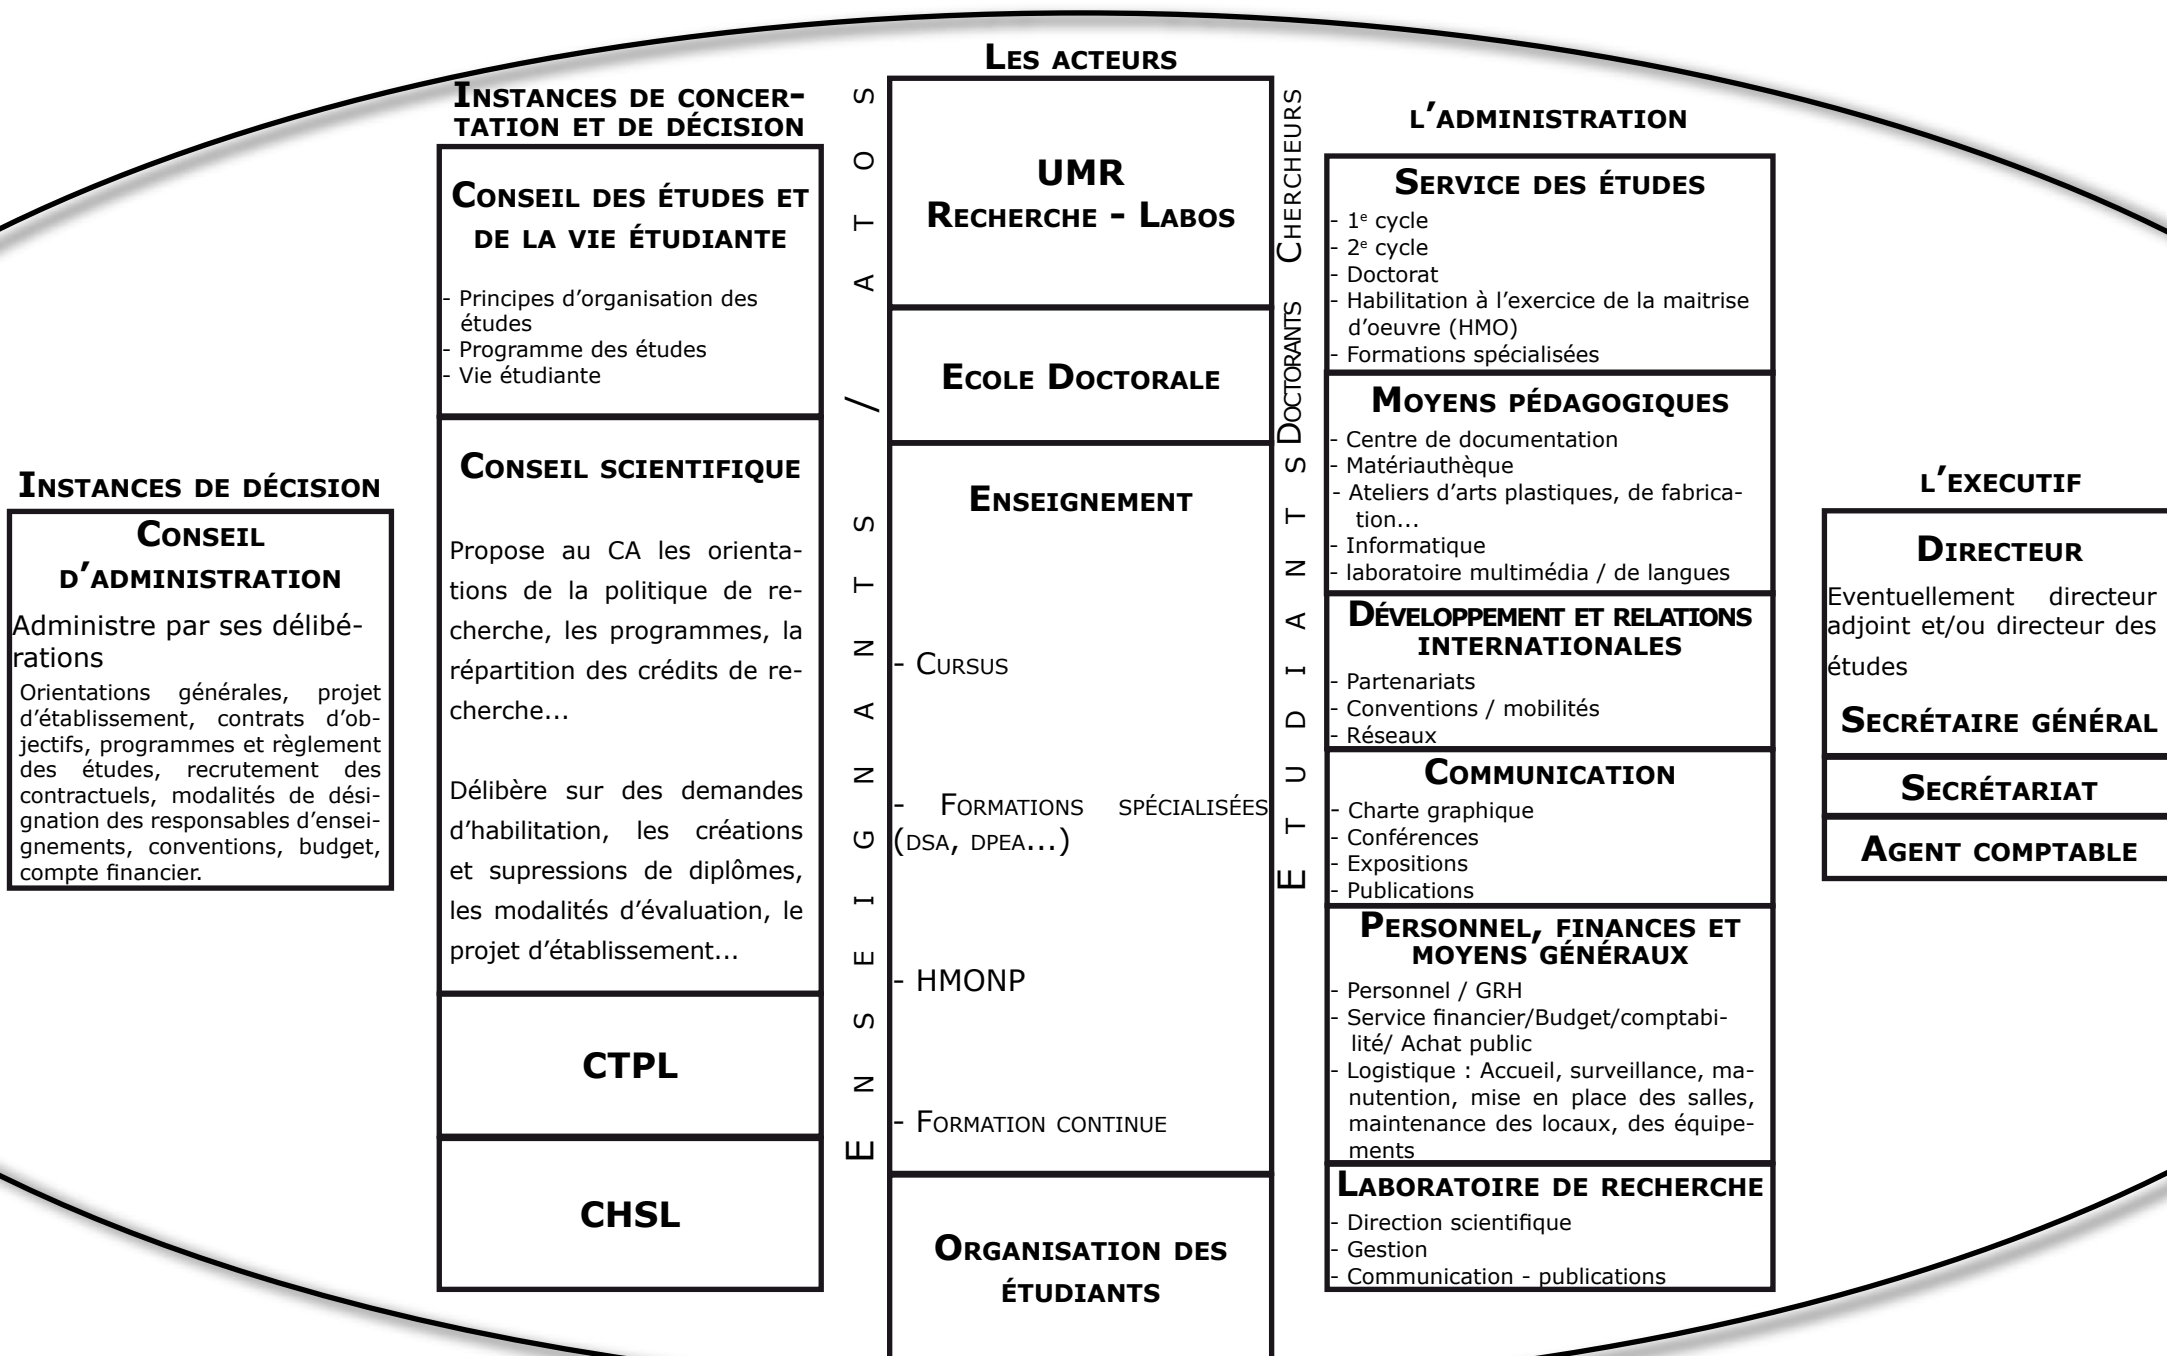 INSTANCES DE DÉCISION
CONSEIL
D'ADMINISTRATION
Administre par ses délibé-
rations
Orientations générales, projet
d'établissement, contrats d'ob-
jectifs, programmes et règlement
des études, recrutement des
contractuels, modalités de dési-
gnation des responsables d'ensei-
gnements, conventions, budget,
compte financier.
INSTANCES DE CONCER-
TATION ET DE DÉCISION
CONSEIL DES ÉTUDES ET
DE LA VIE ÉTUDIANTE
- Principes d'organisation des
études
- Programme des études
- Vie étudiante
CONSEIL SCIENTIFIQUE
Propose au CA les orienta-
tions de la politique de re-
cherche, les programmes, la
répartition des crédits de re-
cherche...
Délibère sur des demandes
d'habilitation, les créations
et supressions de diplômes,
les modalités d'évaluation, le
projet d'établissement...
CTPL
CHSL
ENSEIGNANTS / ATOS
LES ACTEURS
UMR
RECHERCHE - LABOS
ECOLE DOCTORALE
ENSEIGNEMENT
- CURSUS
- FORMATIONS SPÉCIALISÉES
(DSA, DPEA...)
- HMONP
- FORMATION CONTINUE
ORGANISATION DES
ÉTUDIANTS
ETUDIANTS DOCTORANTS CHERCHEURS
L'ADMINISTRATION
SERVICE DES ÉTUDES
- 1e cycle
- 2e cycle
- Doctorat
- Habilitation à l'exercice de la maitrise
d'oeuvre (HMO)
- Formations spécialisées
MOYENS PÉDAGOGIQUES
- Centre de documentation
- Matériauthèque
- Ateliers d'arts plastiques, de fabrica-
tion...
- Informatique
- laboratoire multimédia / de langues
DÉVELOPPEMENT ET RELATIONS
INTERNATIONALES
- Partenariats
- Conventions / mobilités
- Réseaux
COMMUNICATION
- Charte graphique
- Conférences
- Expositions
- Publications
PERSONNEL, FINANCES ET
MOYENS GÉNÉRAUX
- Personnel / GRH
- Service financier/Budget/comptabi-
lité/ Achat public
- Logistique : Accueil, surveillance, ma-
nutention, mise en place des salles,
maintenance des locaux, des équipe-
ments
LABORATOIRE DE RECHERCHE
- Direction scientifique
- Gestion
- Communication - publications
L'EXECUTIF
DIRECTEUR
Eventuellement directeur
adjoint et/ou directeur des
études
SECRÉTAIRE GÉNÉRAL
SECRÉTARIAT
AGENT COMPTABLE